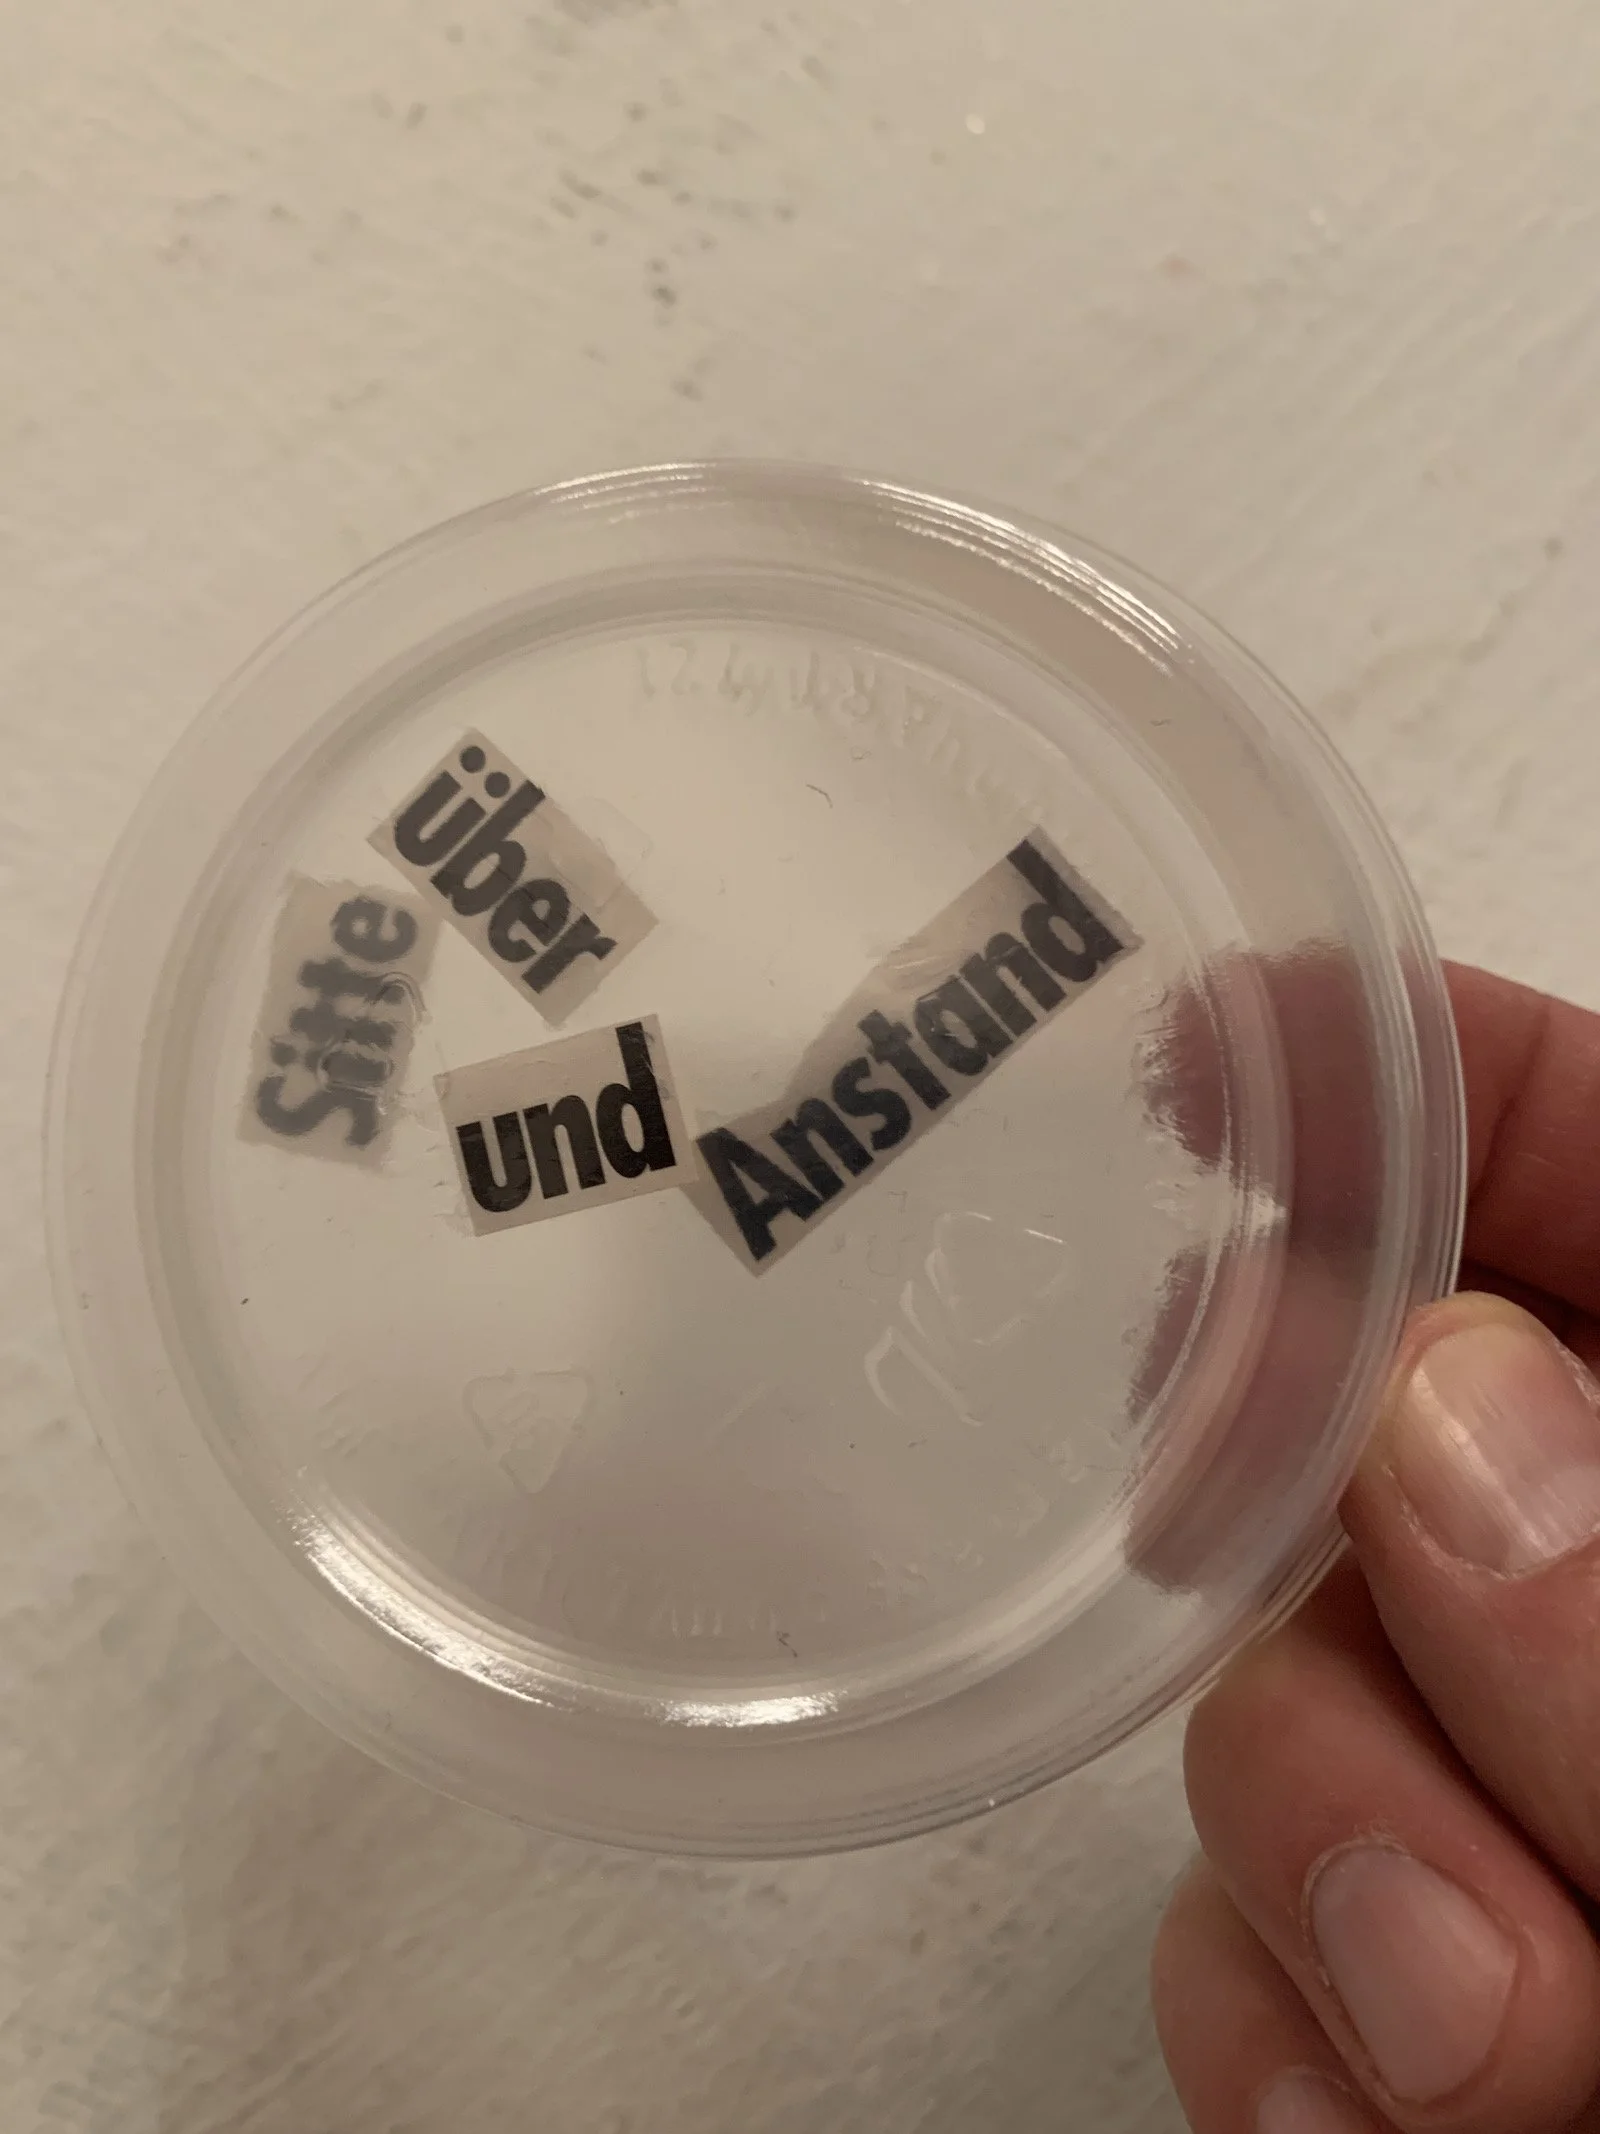 über
Sitte
und
Anstand